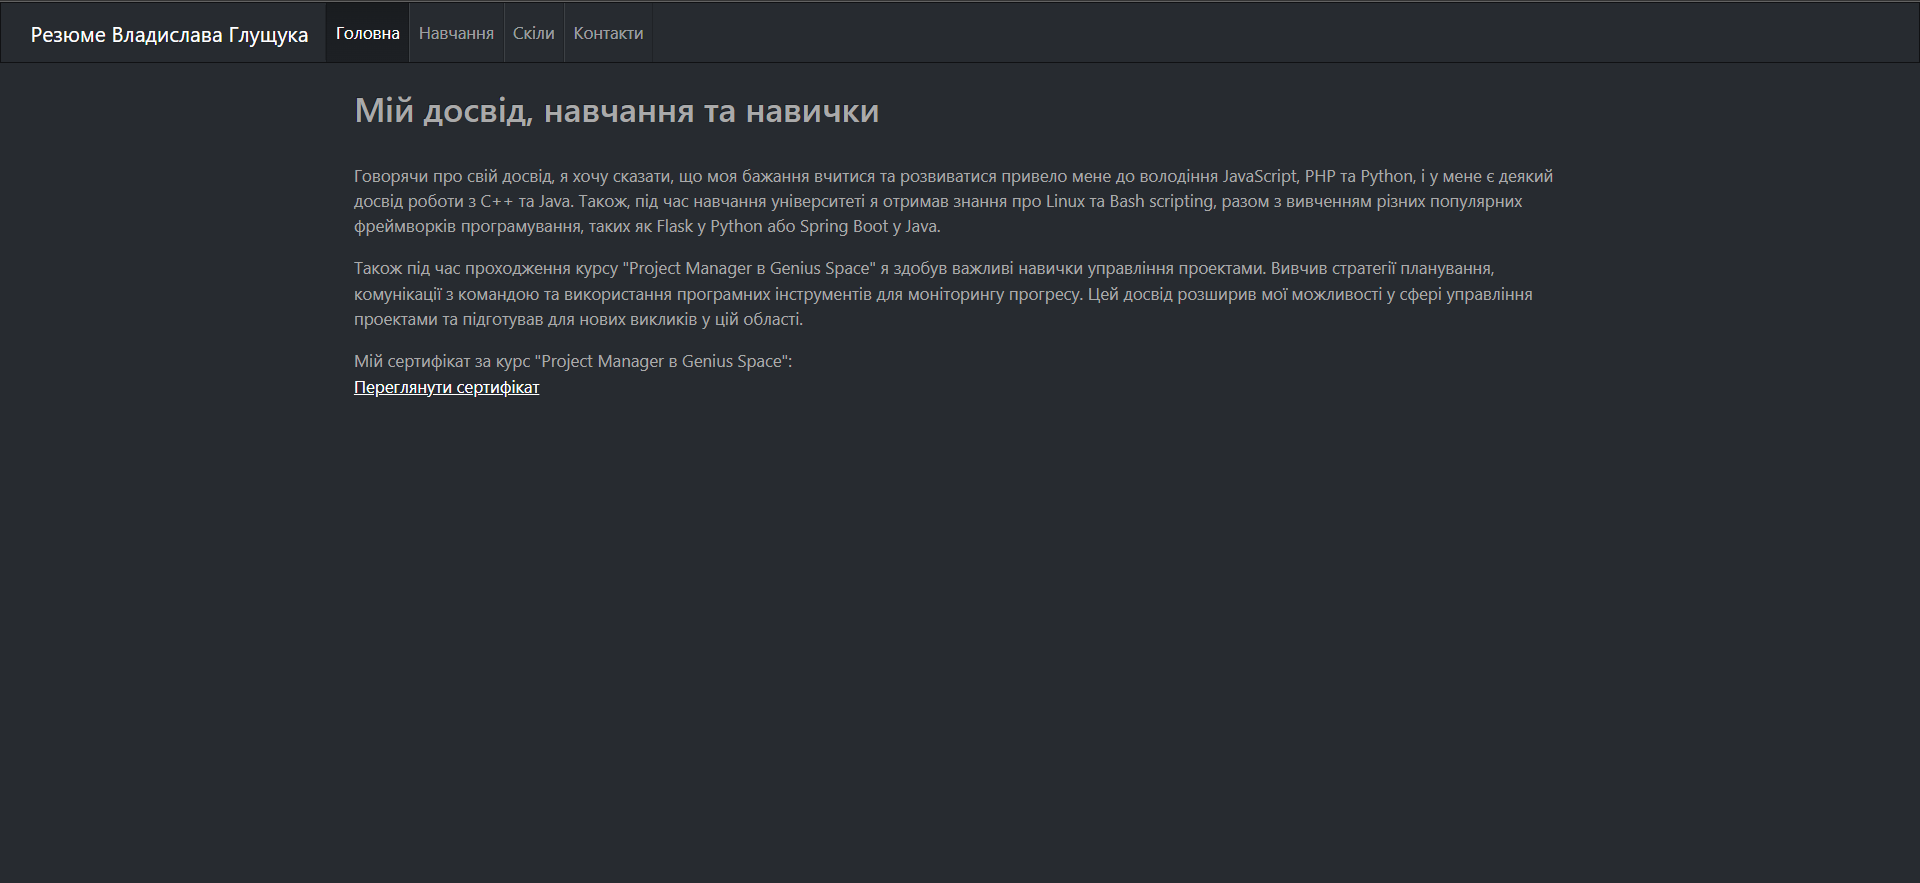 Резюме Владислава Глущука
Головна
Навчання
Скіли
Контакти
Мій досвід, навчання та навички
Говорячи про свій досвід, я хочу сказати, що моя бажання вчитися та розвиватися привело мене до володіння JavaScript, PHP та Python, і у мене є деякий
досвід роботи з C++ та Java. Також, під час навчання університеті я отримав знання про Linux та Bash scripting, разом з вивченням різних популярних
фреймворків програмування, таких як Flask у Python або Spring Boot у Java.
Також під час проходження курсу "Project Manager в Genius Space" я здобув важливі навички управління проектами. Вивчив стратегії планування,
комунікації з командою та використання програмних інструментів для моніторингу прогресу. Цей досвід розширив мої можливості у сфері управління
проектами та підготував для нових викликів у цій області.
Мій сертифікат за курс "Project Manager в Genius Space":
Переглянути сертифікат